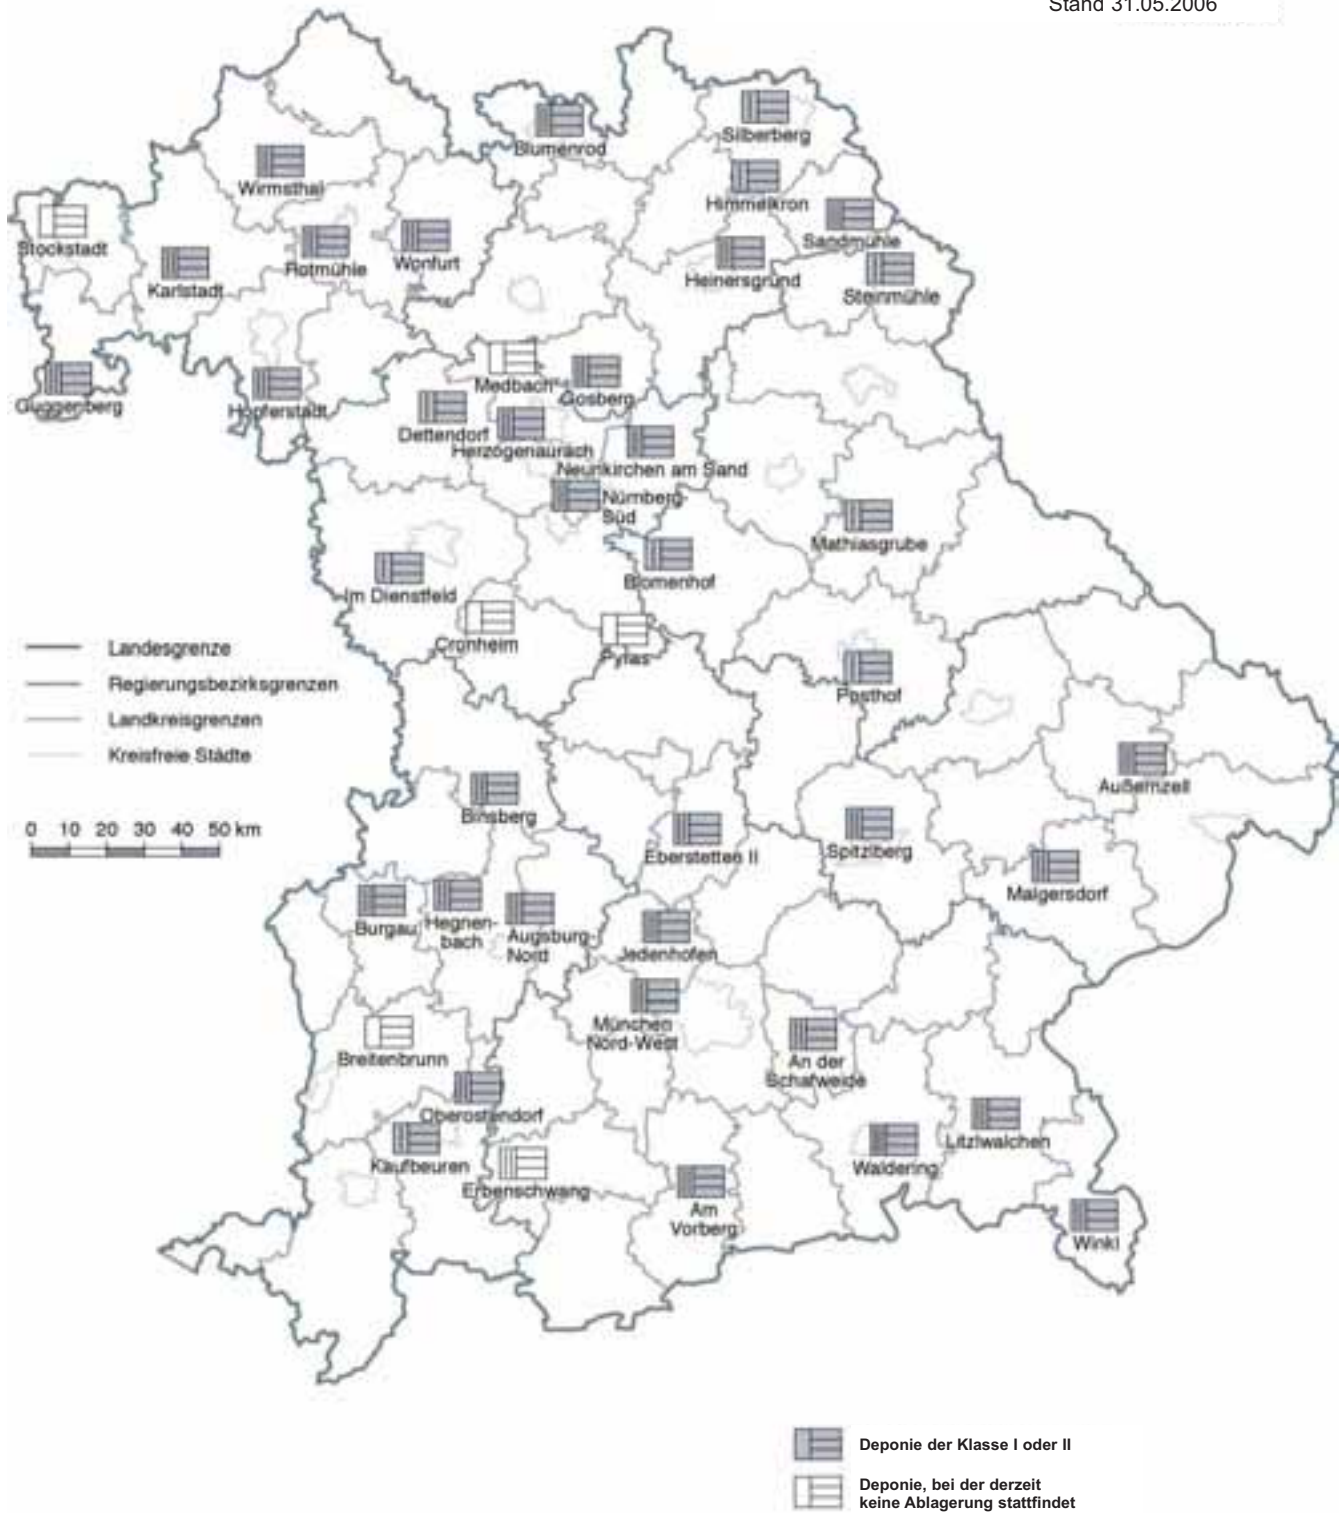 Stand 31.05.2006
Silberberg
Blumenrod
Wirmsthal
Himmelkron
Sandmühle
Stockstadt
Rotmühle
Wonfurt
Heinersgrund
Karlstadt
Steinmühle
Medbach
Gosberg
Guggenberg
Hopferstadt
Dettendorf
Herzogenaurach
Neunkirchen am Sand
Nürnberg-
Süd
Mathiasgrube
Blomenhof
Im Dienstfeld
Cronheim
Pyras
Posthof
Landesgrenze
Regierungsbezirksgrenzen
Landkreisgrenzen
Kreisfreie Städte
0 10 20 30 40 50 km
Außernzell
Binsberg
Eberstetten II
Spitzlberg
Malgersdorf
Burgau
Hegnen-
bach
Augsburg-
Nord
Jedenhofen
München
Nord-West
Breitenbrunn
An der
Schafweide
Oberostendorf
Kaufbeuren
Erbenschwang
Litzlwalchen
Waldering
Am
Vorberg
Winkl
Deponie der Klasse I oder II
Deponie, bei der derzeit
keine Ablagerung stattfindet